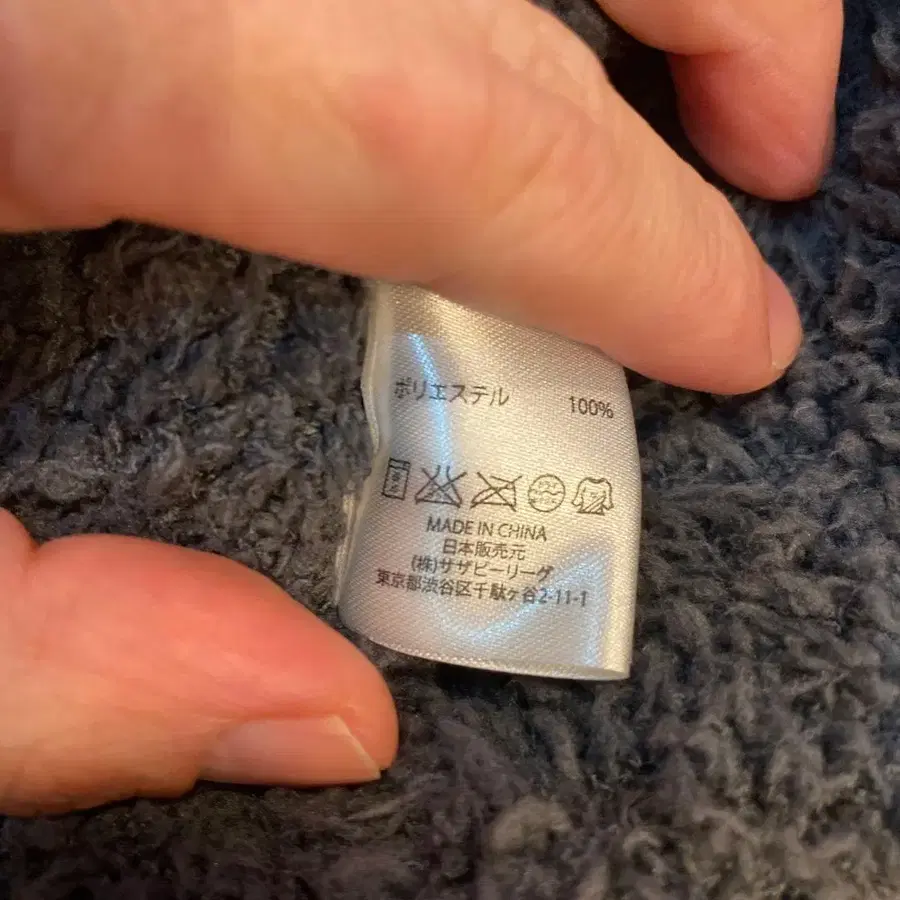 ポリエステル 100%
MADE IN CHINA
日本販売元
(株)サザビーリーグ
東京都渋谷区千駄ヶ谷2-11-1